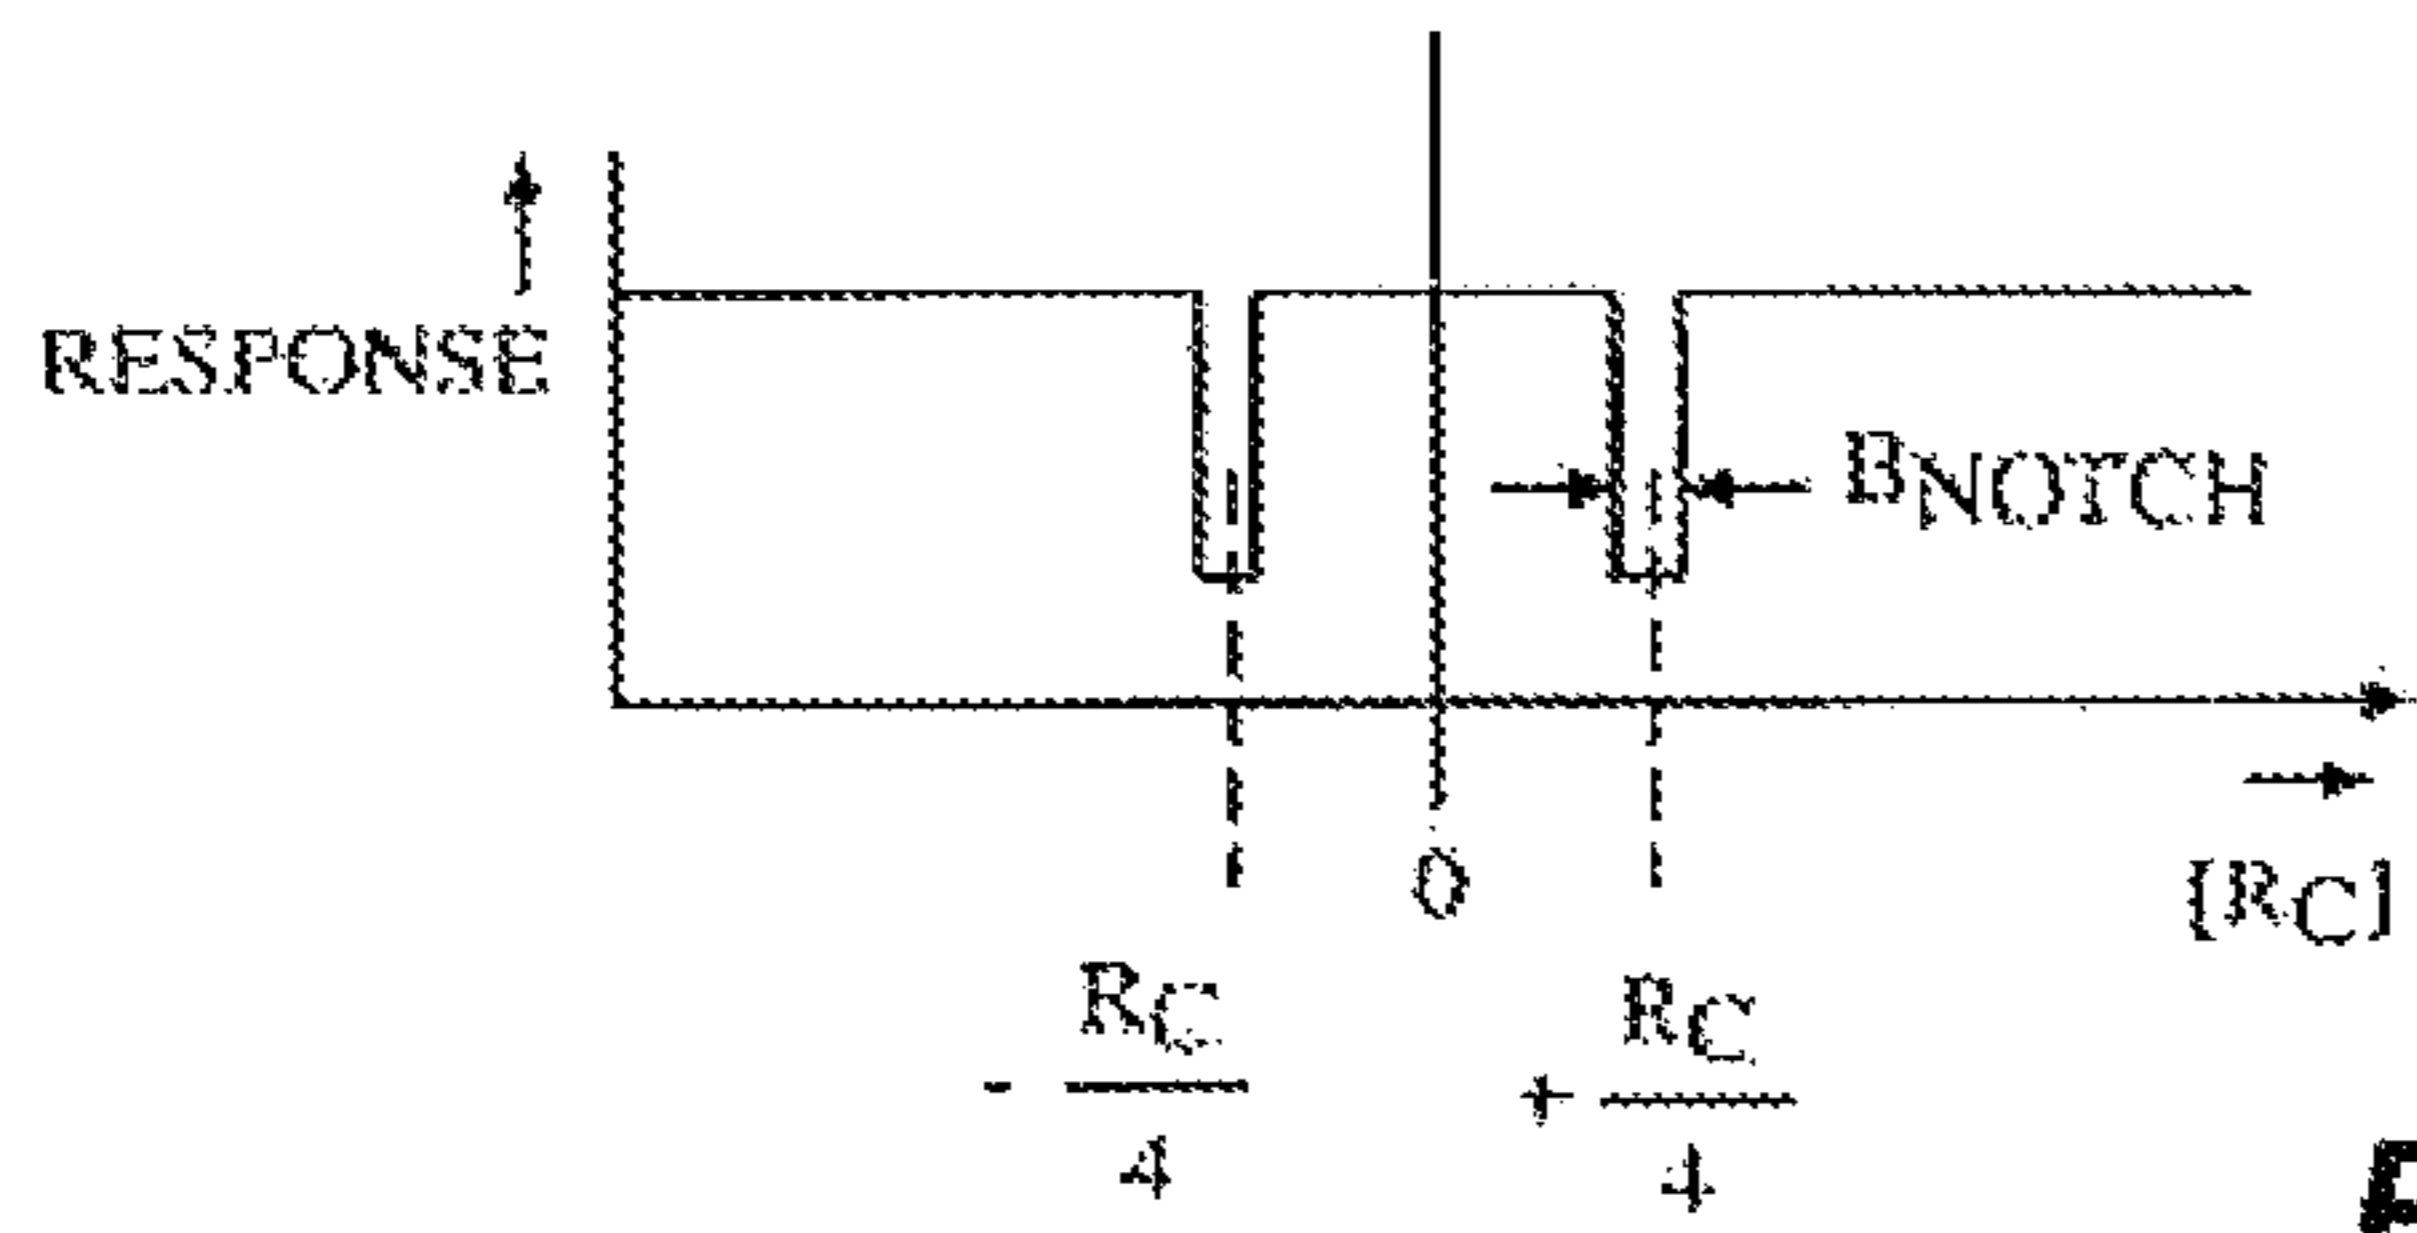 RESPONSE
BNOTCH
0
[RC]
- RC/4
+ RC/4